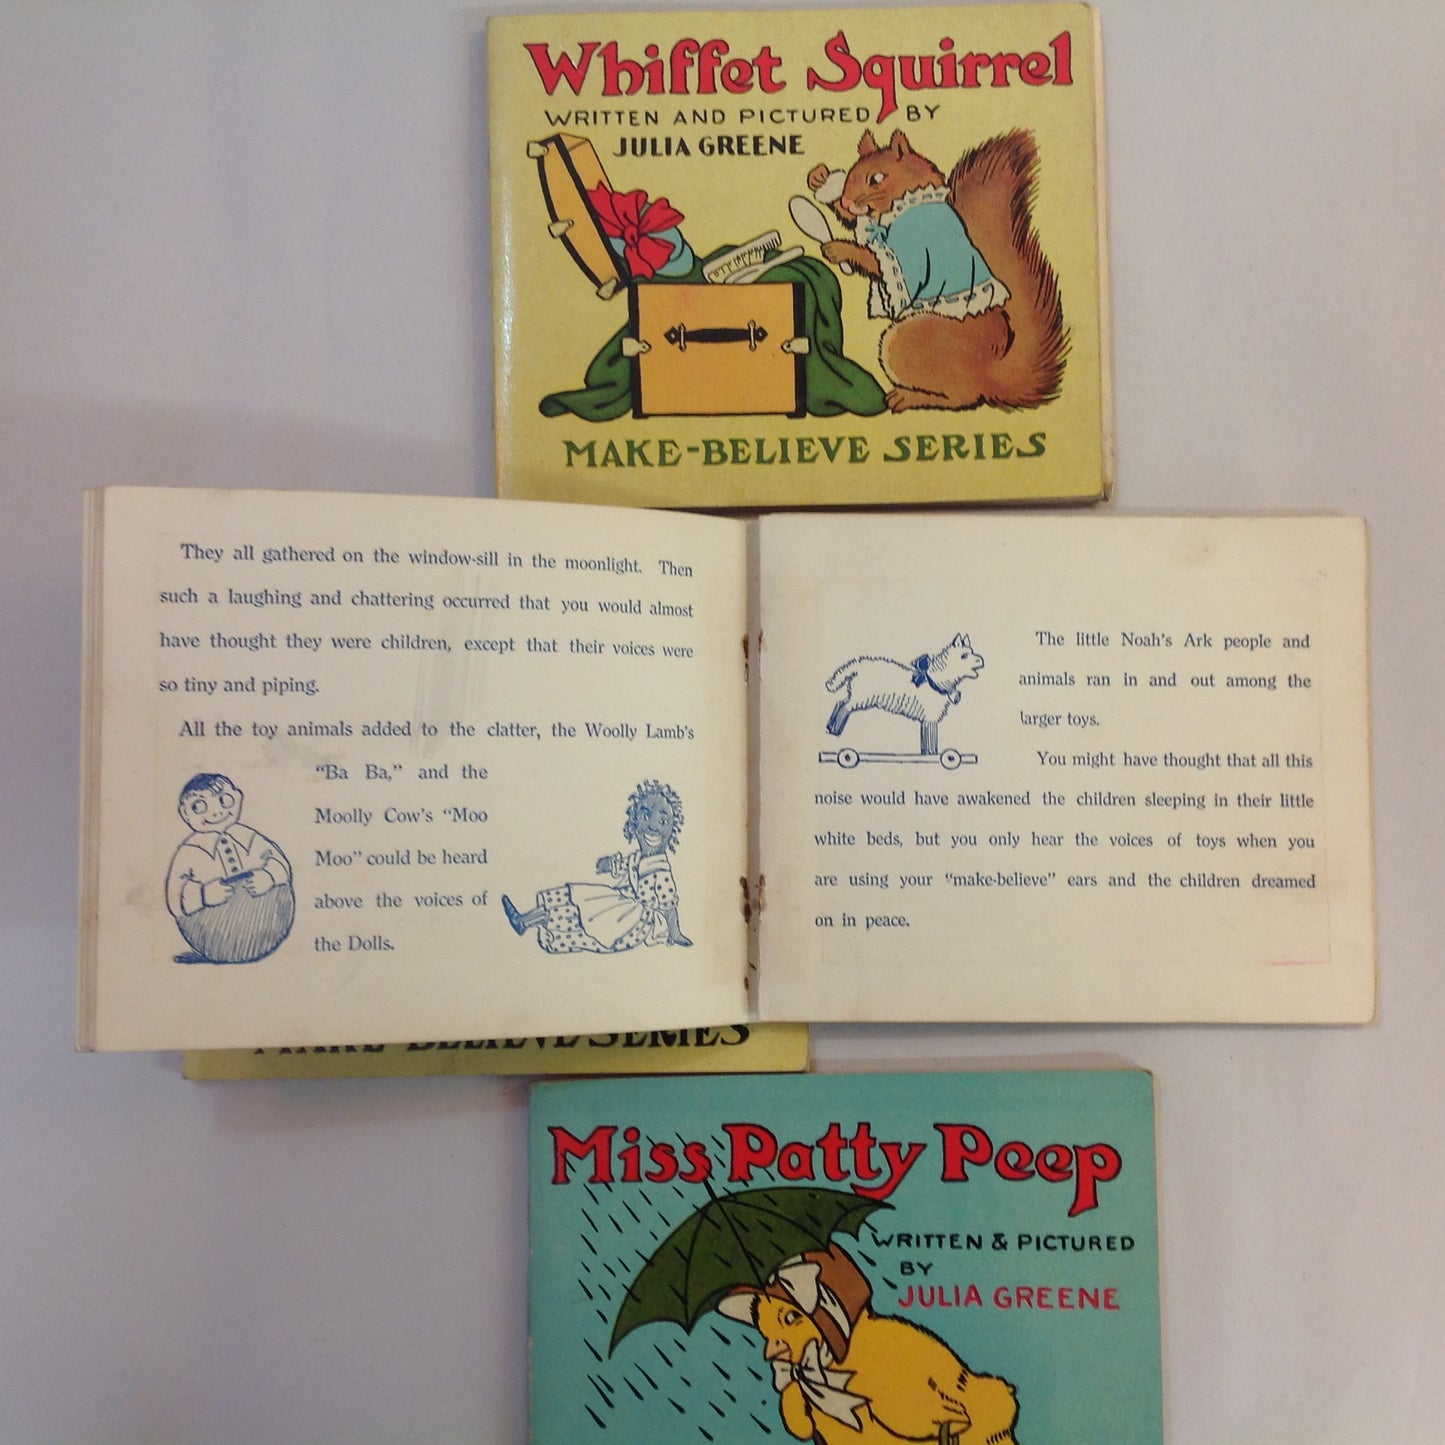 Whiffet Squirrel
WRITTEN AND PICTURED BY
JULIA GREENE
MAKE-BELIEVE SERIES
They all gathered on the window-sill in the moonlight. Then
such a laughing and chattering occurred that you would almost
have thought they were children, except that their voices were
so tiny and piping.
All the toy animals added to the clatter, the Woolly Lamb's
"Ba Ba," and the
Moolly Cow's "Moo
Moo" could be heard
above the voices of
the Dolls.
The little Noah's Ark people and
animals ran in and out among the
larger toys.
You might have thought that all this
noise would have awakened the children sleeping in their little
white beds, but you only hear the voices of toys when you
are using your "make-believe" ears and the children dreamed
on in peace.
MAKE-BELIEVE SERIES
Miss Patty Peep
WRITTEN & PICTURED
BY
JULIA GREENE